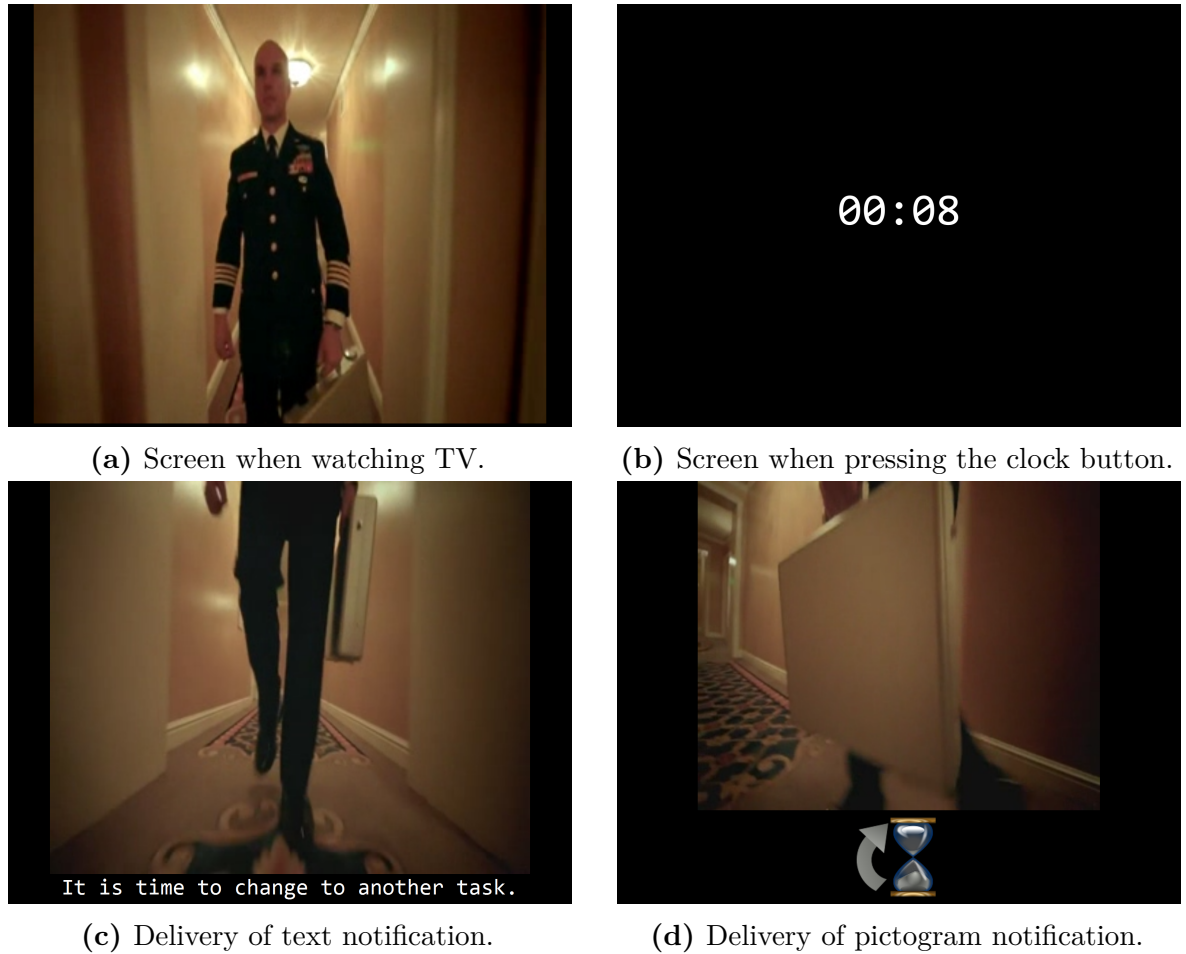 00:08
(a) Screen when watching TV.
(b) Screen when pressing the clock button.
It is time to change to another task.
(c) Delivery of text notification.
(d) Delivery of pictogram notification.